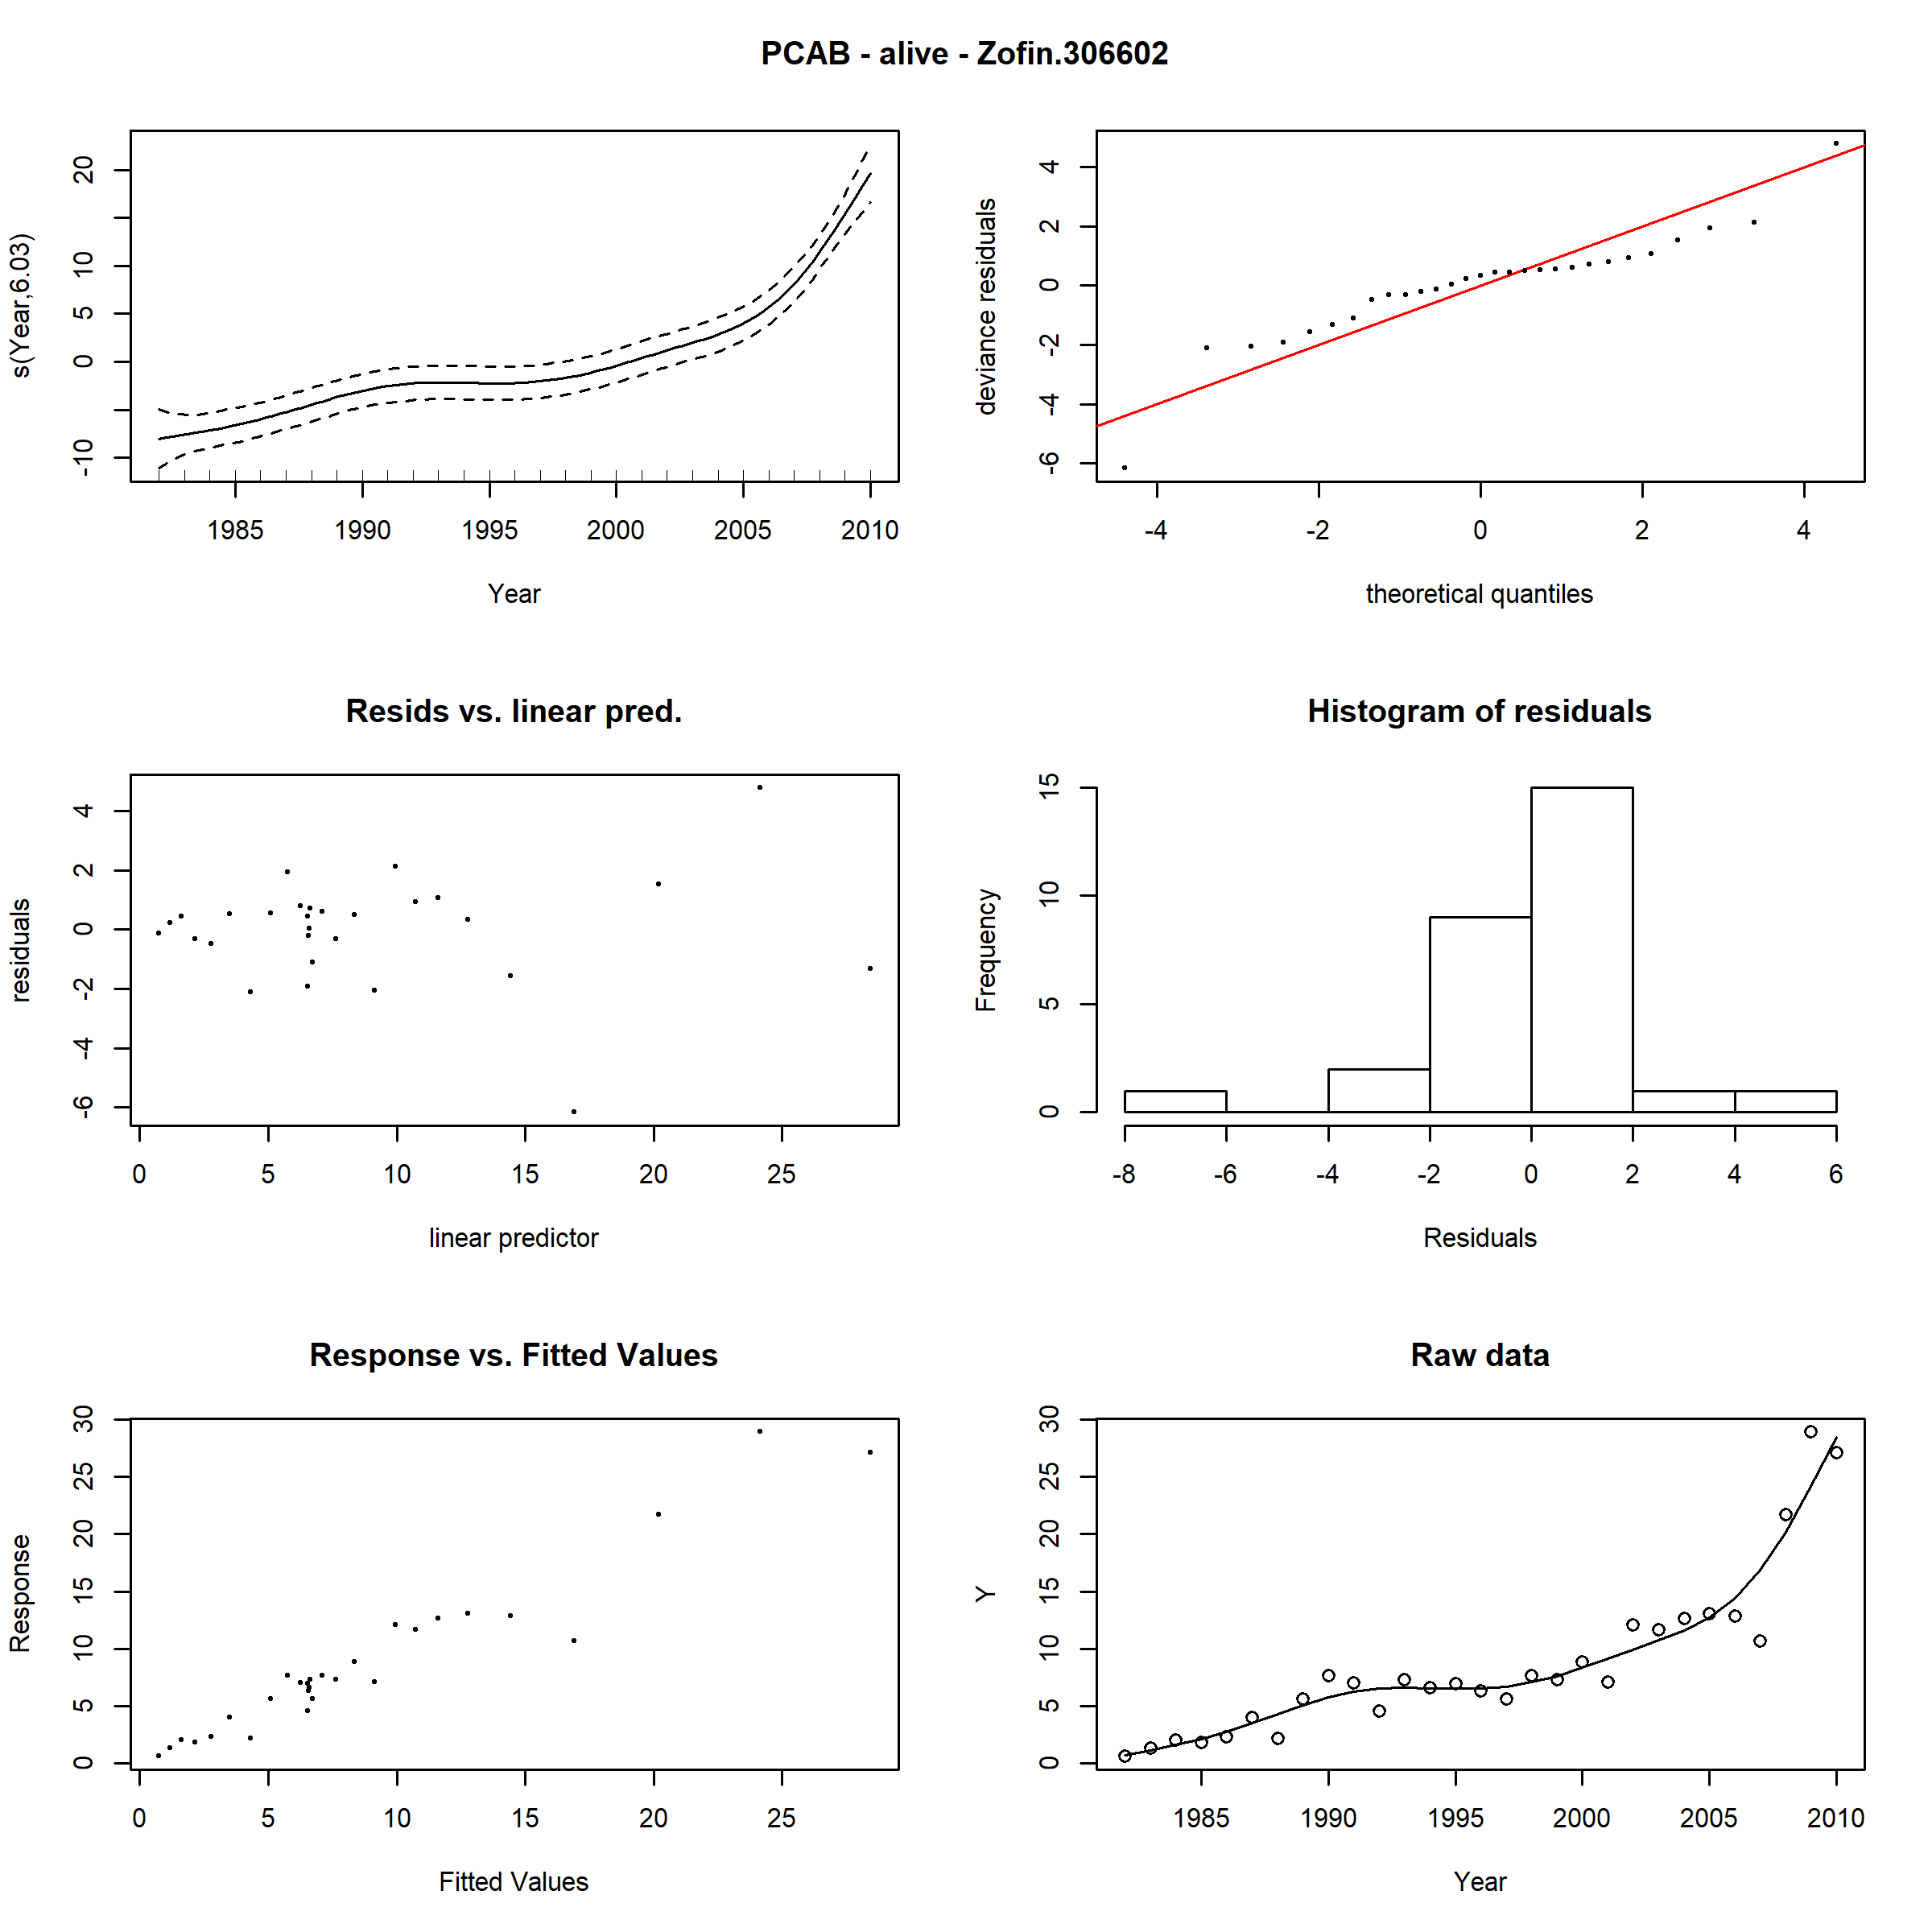 PCAB - alive - Zofin.306602
s(Year,6.03)
20
10
5
0
-10
1985 1990 1995 2000 2005 2010
Year
deviance residuals
4
2
0
-2
-4
-6
-4 -2 0 2 4
theoretical quantiles
Resids vs. linear pred.
residuals
4
2
0
-2
-4
-6
0 5 10 15 20 25
linear predictor
Histogram of residuals
Frequency
15
10
5
0
-8 -6 -4 -2 0 2 4 6
Residuals
Response vs. Fitted Values
Response
30
25
20
15
10
5
0
0 5 10 15 20 25
Fitted Values
Raw data
Y
30
25
20
15
10
5
0
1985 1990 1995 2000 2005 2010
Year